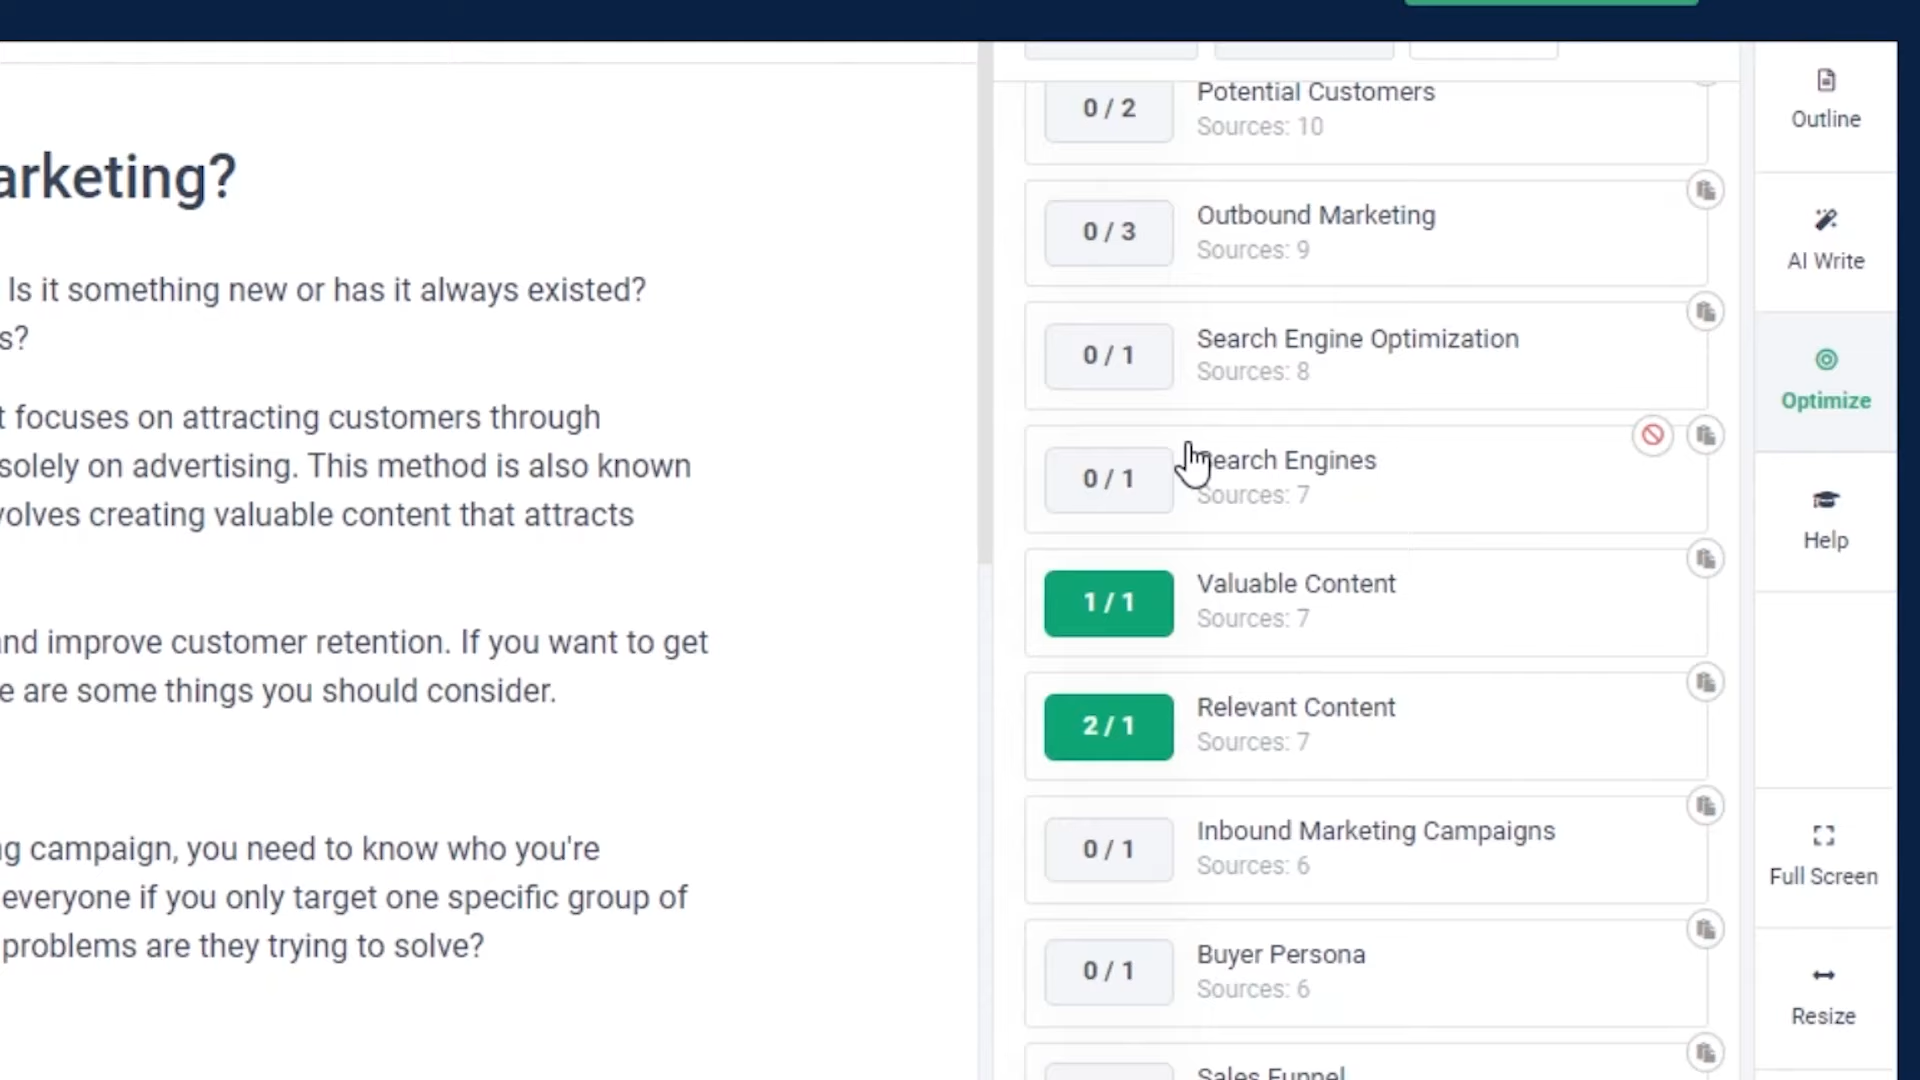 arketing?
Is it something new or has it always existed?
s?
t focuses on attracting customers through
solely on advertising. This method is also known
volves creating valuable content that attracts
and improve customer retention. If you want to get
e are some things you should consider.
ng campaign, you need to know who you're
everyone if you only target one specific group of
problems are they trying to solve?
0 / 2
Potential Customers
Sources: 10
0 / 3
Outbound Marketing
Sources: 9
0 / 1
Search Engine Optimization
Sources: 8
0 / 1
Search Engines
Sources: 7
1 / 1
Valuable Content
Sources: 7
2 / 1
Relevant Content
Sources: 7
0 / 1
Inbound Marketing Campaigns
Sources: 6
0 / 1
Buyer Persona
Sources: 6
Sales Funnel
Outline
AI Write
Optimize
Help
Full Screen
Resize